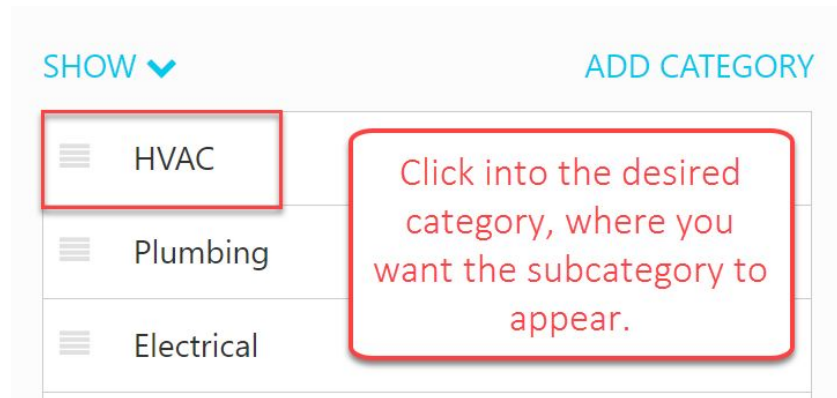 SHOW
ADD CATEGORY
HVAC
Plumbing
Electrical
Click into the desired
category, where you
want the subcategory to
appear.